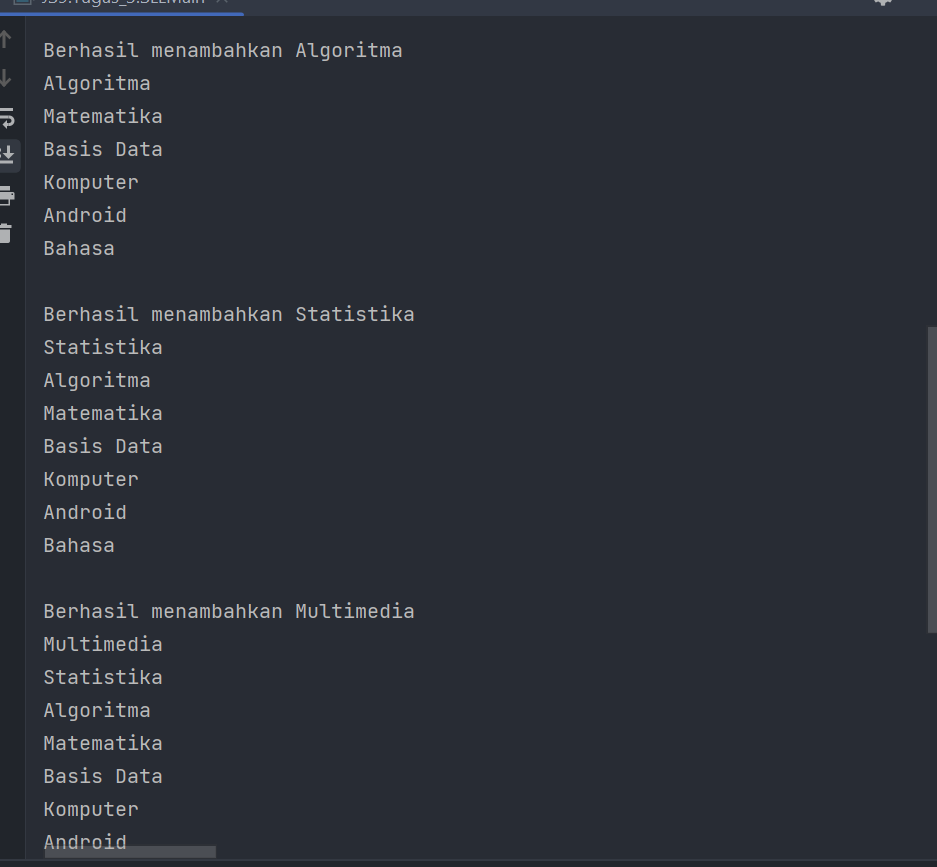 Berhasil menambahkan Algoritma
Algoritma
Matematika
Basis Data
Komputer
Android
Bahasa

Berhasil menambahkan Statistika
Statistika
Algoritma
Matematika
Basis Data
Komputer
Android
Bahasa

Berhasil menambahkan Multimedia
Multimedia
Statistika
Algoritma
Matematika
Basis Data
Komputer
Android